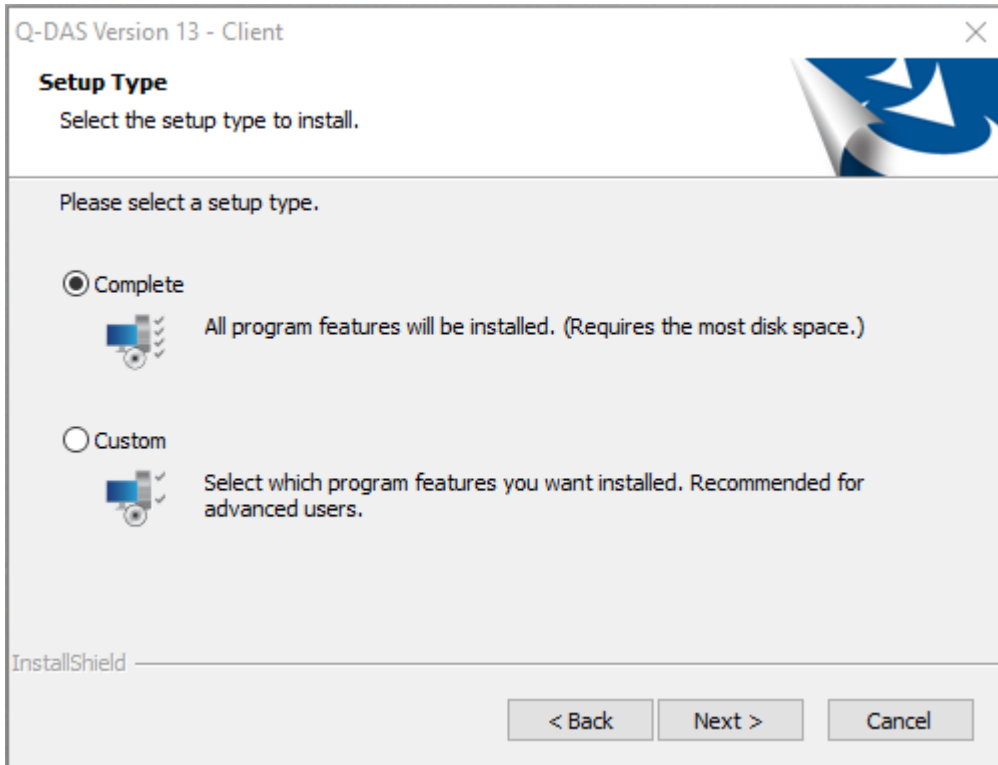 Q-DAS Version 13 - Client
Setup Type
Select the setup type to install.
Please select a setup type.
Complete
All program features will be installed. (Requires the most disk space.)
Custom
Select which program features you want installed. Recommended for
advanced users.
InstallShield
< Back
Next >
Cancel